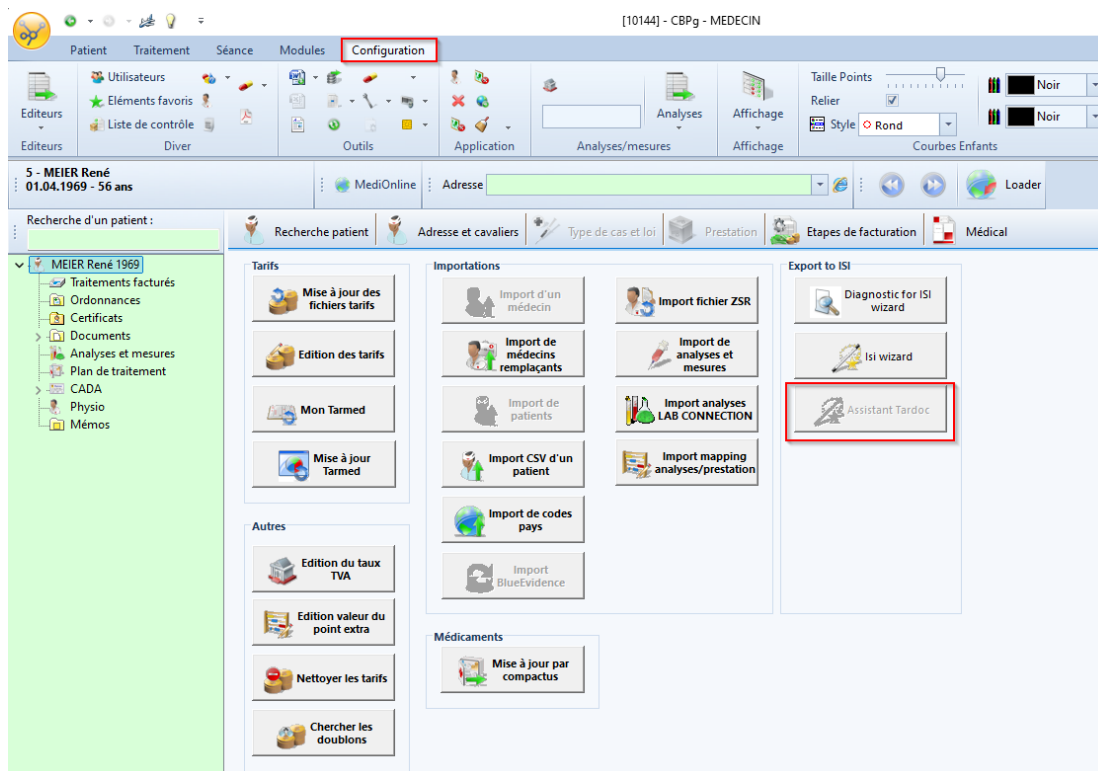 [10144] - CBPg - MEDECIN
Patient Traitement Séance Modules Configuration
Utilisateurs
Eléments favoris
Liste de contrôle
Editeurs
Analyses
Affichage
Taille Points
Relier
Style Rond
Noir
Noir
Editeurs Diver Outils Application Analyses/mesures Affichage Courbes Enfants
5 - MEIER René
01.04.1969 - 56 ans
MediOnline Adresse Loader
Recherche d'un patient :
Recherche patient Adresse et cavaliers Type de cas et loi Prestation Etapes de facturation Médical
MEIER René 1969
Traitements facturés
Ordonnances
Certificats
Documents
Analyses et mesures
Plan de traitement
CADA
Physio
Mémos
Tarifs
Mise à jour des
fichiers tarifs
Edition des tarifs
Mon Tarmed
Mise à jour
Tarmed
Autres
Edition du taux
TVA
Edition valeur du
point extra
Nettoyer les tarifs
Chercher les
doublons
Importations
Import d'un
médecin
Import de
médecins
remplaçants
Import de
patients
Import CSV d'un
patient
Import de codes
pays
Import
BlueEvidence
Import fichier ZSR
Import de
analyses et
mesures
Import analyses
LAB CONNECTION
Import mapping
analyses/prestation
Médicaments
Mise à jour par
compactus
Export to ISI
Diagnostic for ISI
wizard
Isi wizard
Assistant Tardoc